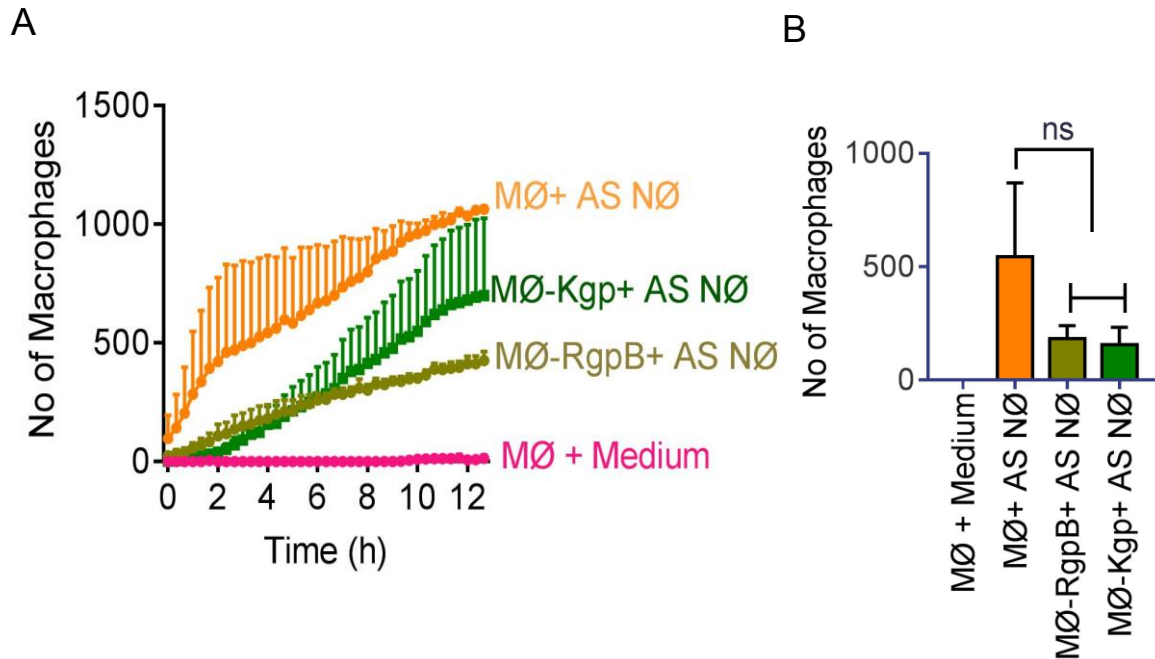 A
No of Macrophages
1500
1000
500
0
0 2 4 6 8 10 12
Time (h)
MØ+ AS NØ
MØ-Kgp+ AS NØ
MØ-RgpB+ AS NØ
MØ + Medium
B
No of Macrophages
1000
500
0
ns
MØ + Medium
MØ+ AS NØ
MØ-RgpB+ AS NØ
MØ-Kgp+ AS NØ